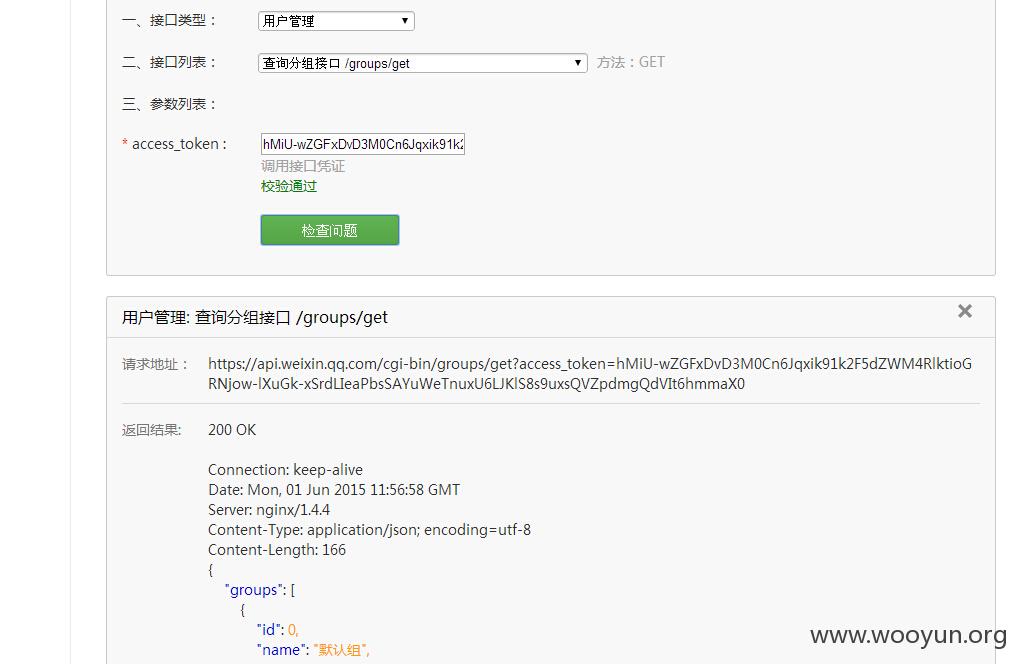 一、接口类型： 用户管理
二、接口列表： 查询分组接口 /groups/get 方法：GET
三、参数列表：
* access_token： hMiU-wZGFxDvD3M0Cn6Jqxik91k2
调用接口凭证
校验通过
检查问题
用户管理: 查询分组接口 /groups/get
请求地址： https://api.weixin.qq.com/cgi-bin/groups/get?access_token=hMiU-wZGFxDvD3M0Cn6Jqxik91k2F5dZWM4RlktioG
RNjow-lXuGk-xSrdLIeaPbsSAYuWeTnuxU6LJKlS8s9uxsQVZpdmgQdVIt6hmmaX0
返回结果: 200 OK
Connection: keep-alive
Date: Mon, 01 Jun 2015 11:56:58 GMT
Server: nginx/1.4.4
Content-Type: application/json; encoding=utf-8
Content-Length: 166
{
"groups": [
{
"id": 0,
"name": "默认组",
www.wooyun.org